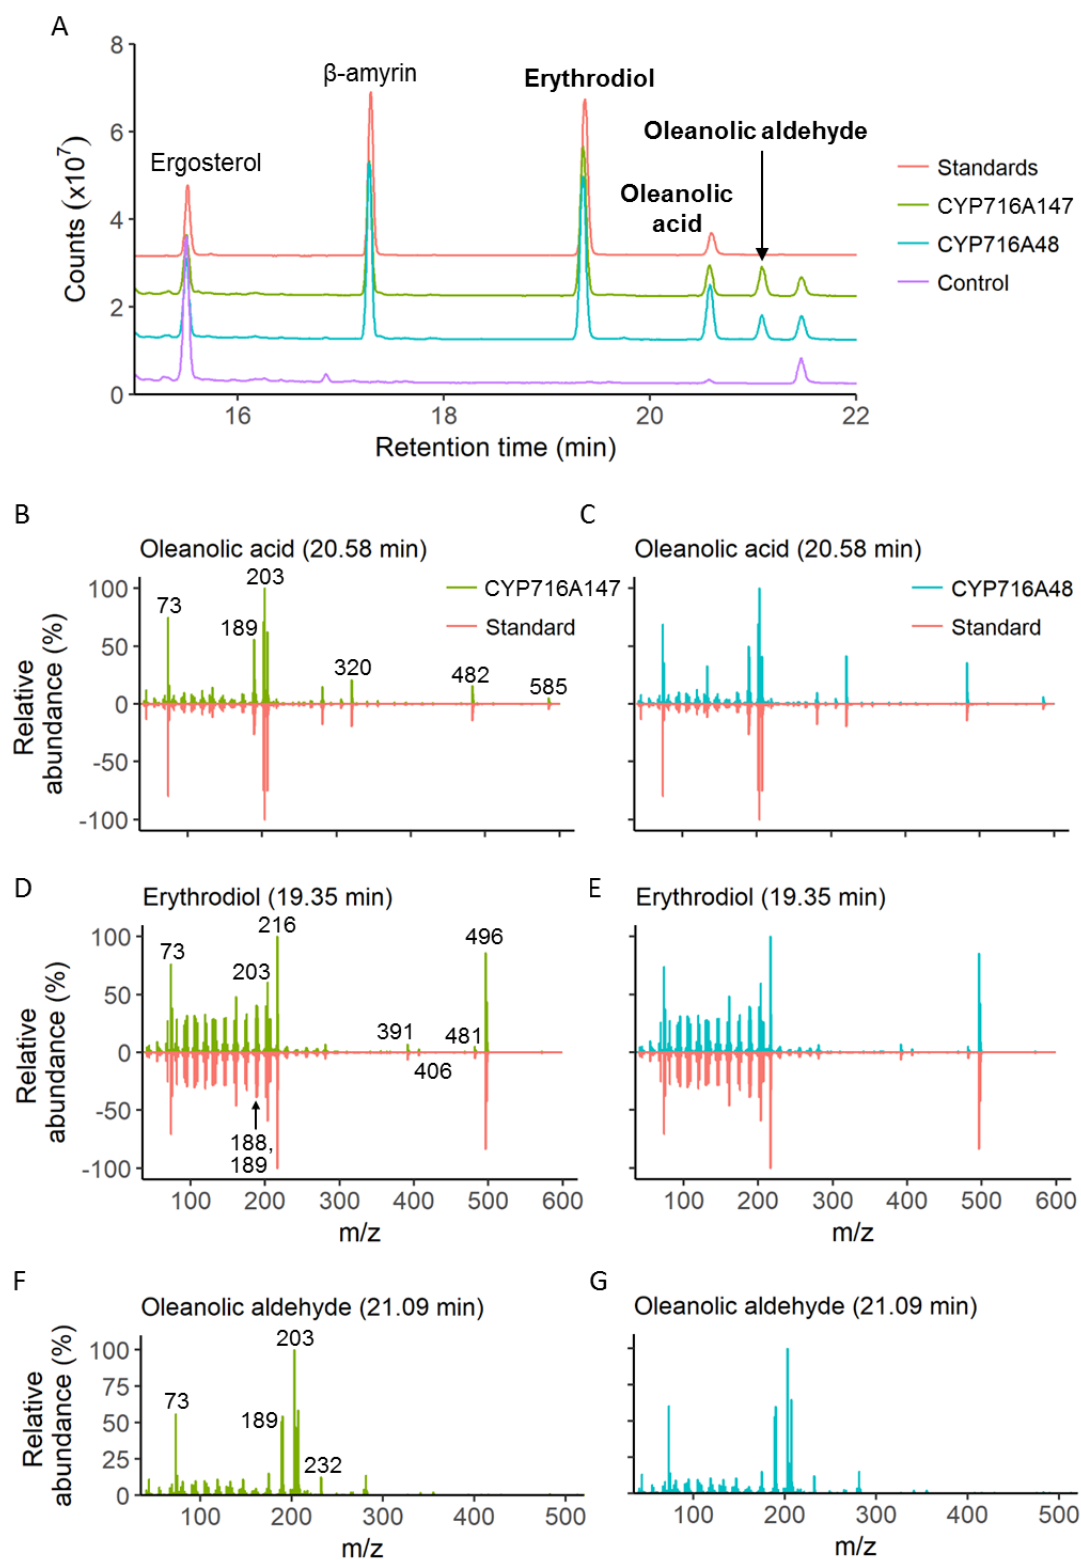 A
8
6
4
2
0
Counts (x10⁷)
Ergosterol
β-amyrin
Erythrodiol
Oleanolic aldehyde
Oleanolic
acid
Standards
CYP716A147
CYP716A48
Control
16
18
20
22
Retention time (min)
B
Oleanolic acid (20.58 min)
100
50
0
-50
-100
Relative
abundance (%)
73
189
203
320
482
585
CYP716A147
Standard
C
Oleanolic acid (20.58 min)
CYP716A48
Standard
D
Erythrodiol (19.35 min)
100
50
0
-50
-100
Relative
abundance (%)
73
203
216
391
406
481
496
188,
189
100
200
300
400
500
600
m/z
E
Erythrodiol (19.35 min)
100
200
300
400
500
600
m/z
F
Oleanolic aldehyde (21.09 min)
100
75
50
25
0
Relative
abundance (%)
73
189
203
232
100
200
300
400
500
m/z
G
Oleanolic aldehyde (21.09 min)
100
200
300
400
500
m/z